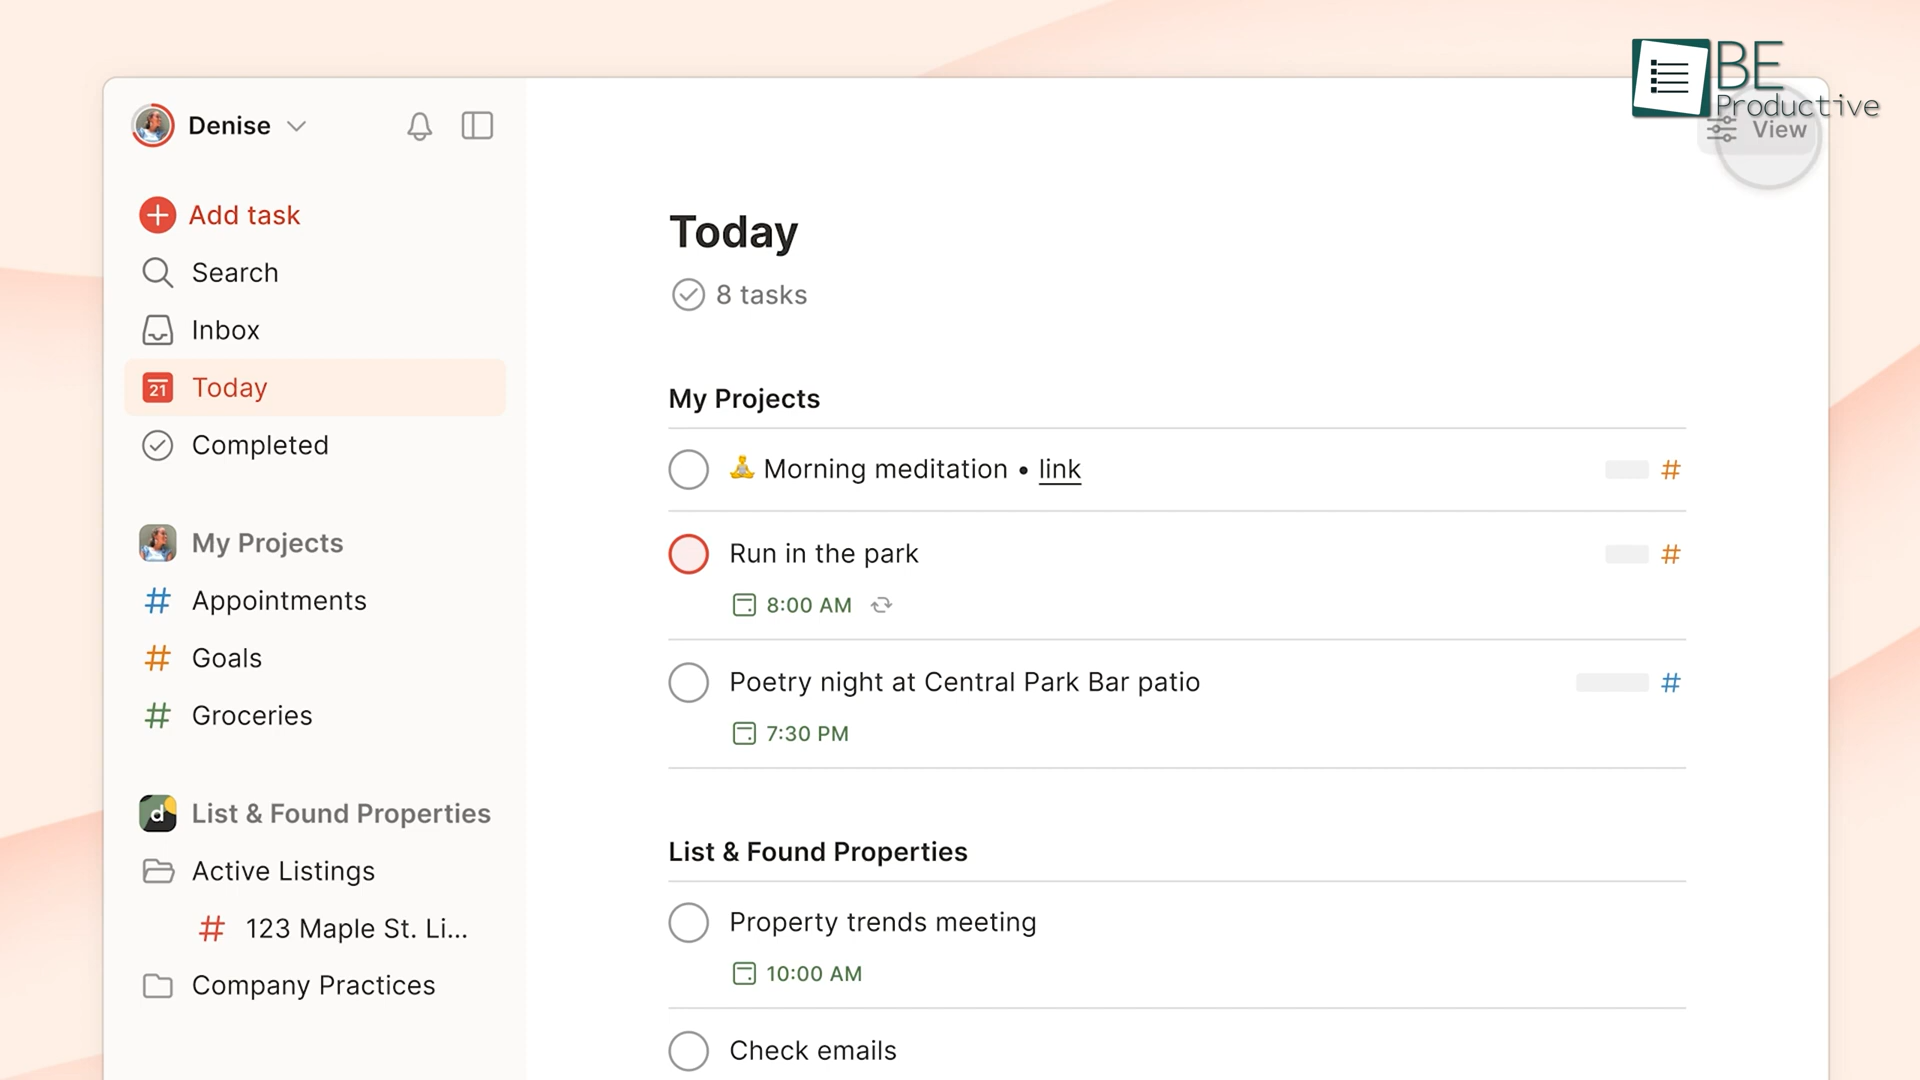 BE
Productive
Denise
View
Add task
Search
Inbox
21 Today
Completed
My Projects
# Appointments
# Goals
# Groceries
d List & Found Properties
Active Listings
# 123 Maple St. Li...
Company Practices
Today
8 tasks
My Projects
🧘 Morning meditation • link #
Run in the park #
8:00 AM
Poetry night at Central Park Bar patio #
7:30 PM
List & Found Properties
Property trends meeting
10:00 AM
Check emails